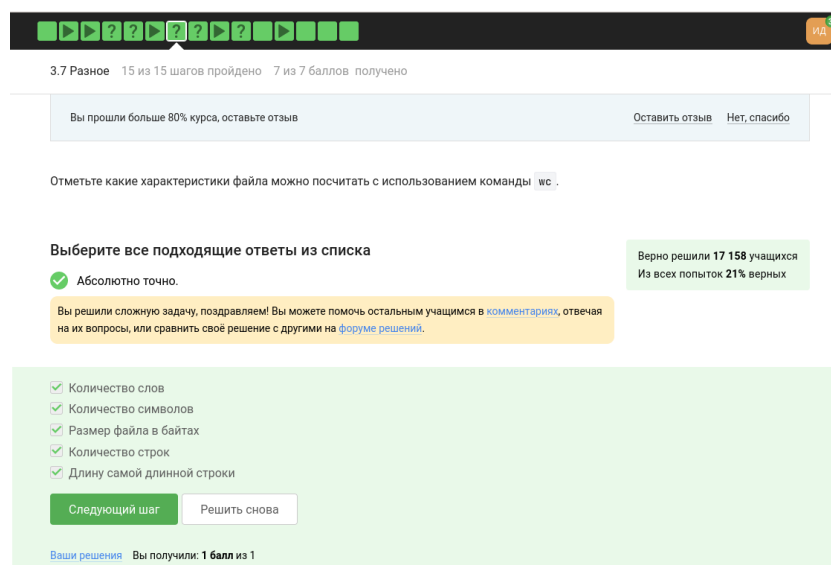 ИД
3.7 Разное 15 из 15 шагов пройдено 7 из 7 баллов получено
Вы прошли больше 80% курса, оставьте отзыв Оставить отзыв Нет, спасибо
Отметьте какие характеристики файла можно посчитать с использованием команды wc .
Выберите все подходящие ответы из списка
Верно решили 17 158 учащихся
Из всех попыток 21% верных
Абсолютно точно.
Вы решили сложную задачу, поздравляем! Вы можете помочь остальным учащимся в комментариях, отвечая
на их вопросы, или сравнить своё решение с другими на форуме решений.
Количество слов
Количество символов
Размер файла в байтах
Количество строк
Длину самой длинной строки
Следующий шаг Решить снова
Ваши решения Вы получили: 1 балл из 1